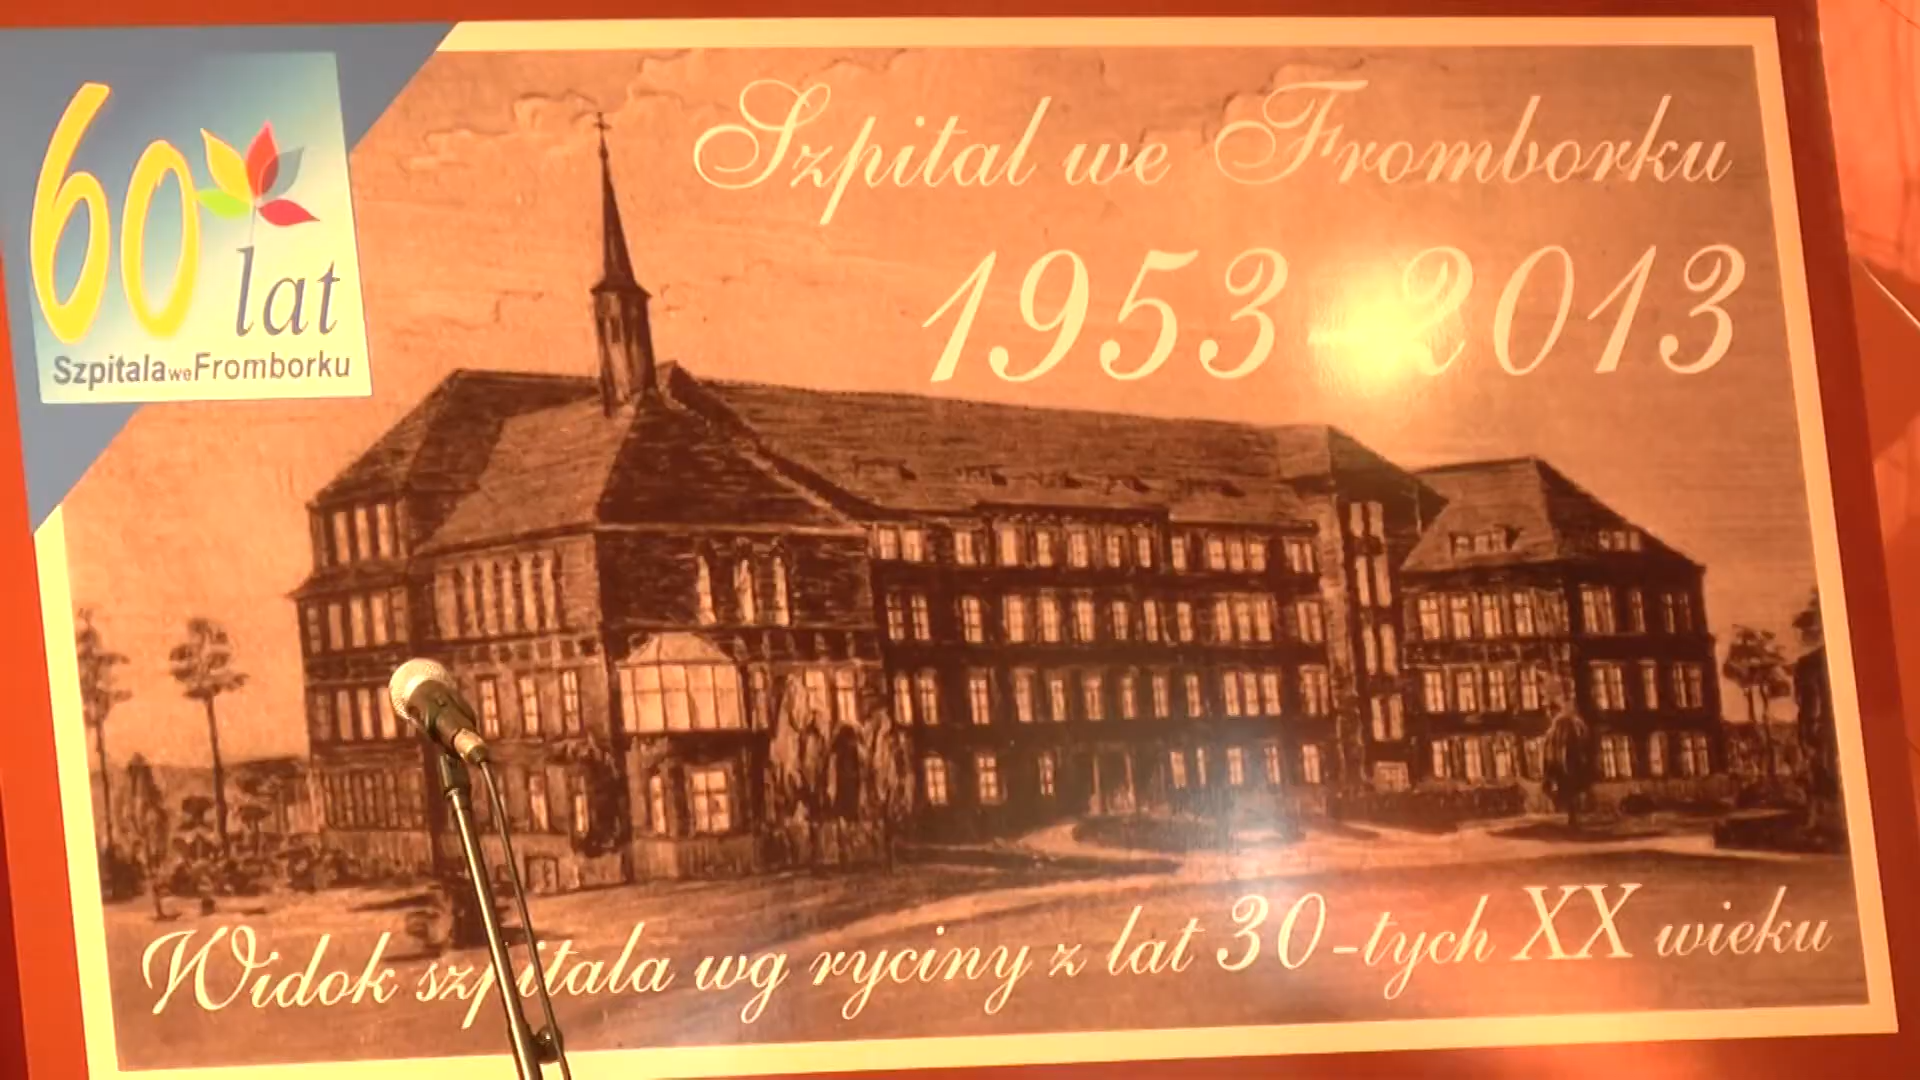 60
lat
Szpitala we Fromborku
Szpital we Fromborku
1953 2013
Widok szpitala wg ryciny z lat 30-tych XX wieku